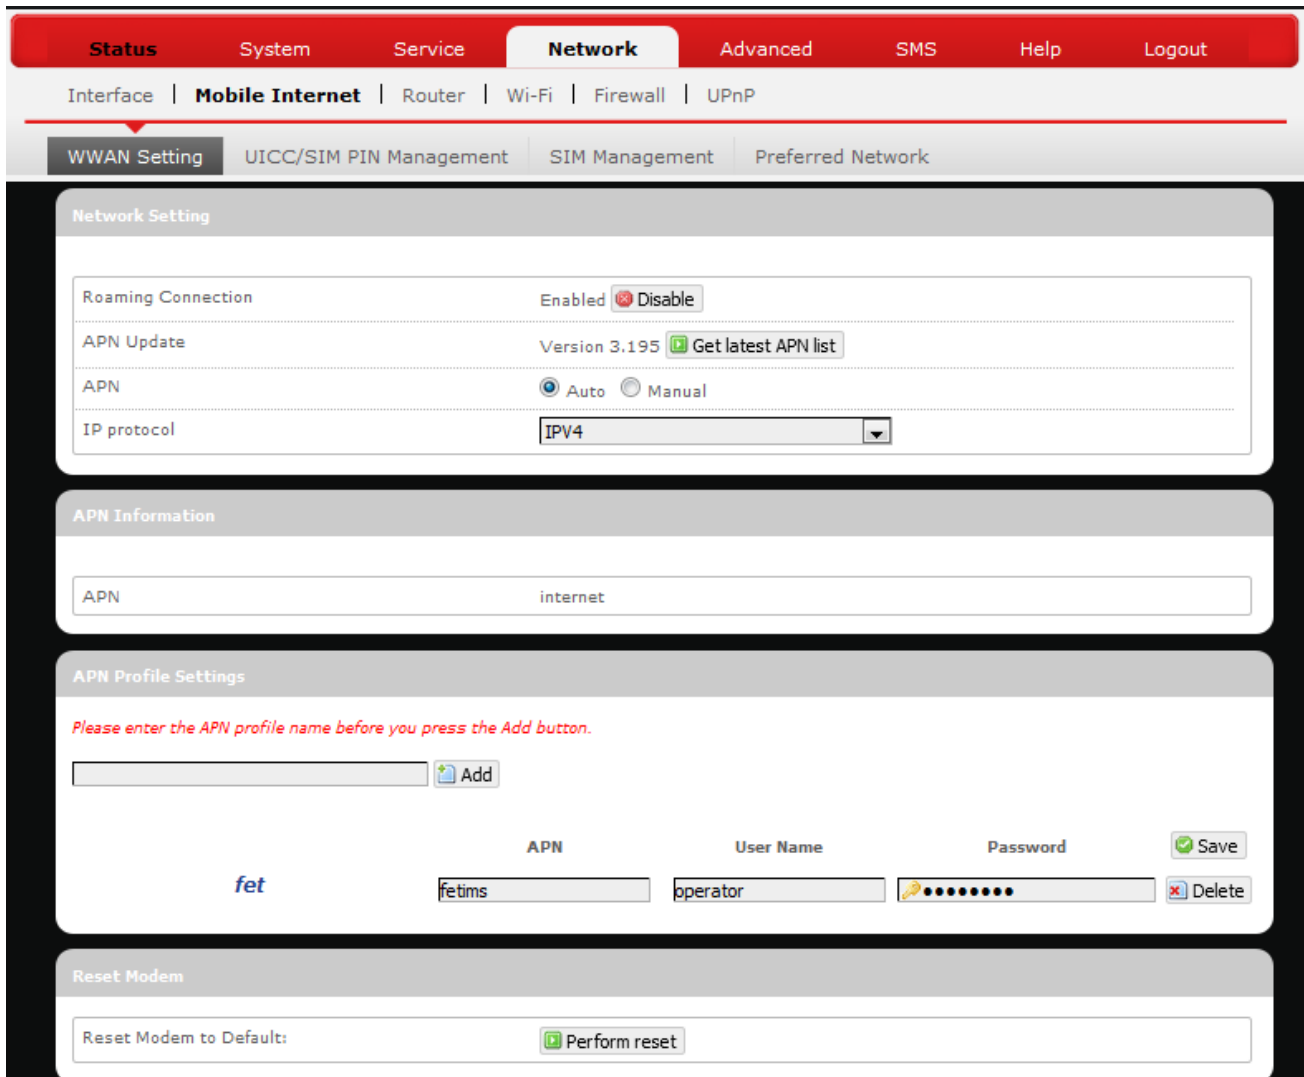 Status System Service Network Advanced SMS Help Logout
Interface | Mobile Internet | Router | Wi-Fi | Firewall | UPnP
WWAN Setting UICC/SIM PIN Management SIM Management Preferred Network
Network Setting
Roaming Connection Enabled Disable
APN Update Version 3.195 Get latest APN list
APN Auto Manual
IP protocol IPV4
APN Information
APN internet
APN Profile Settings
Please enter the APN profile name before you press the Add button.
Add
APN User Name Password Save
fet fetims operator ●●●●●●●● Delete
Reset Modem
Reset Modem to Default: Perform reset